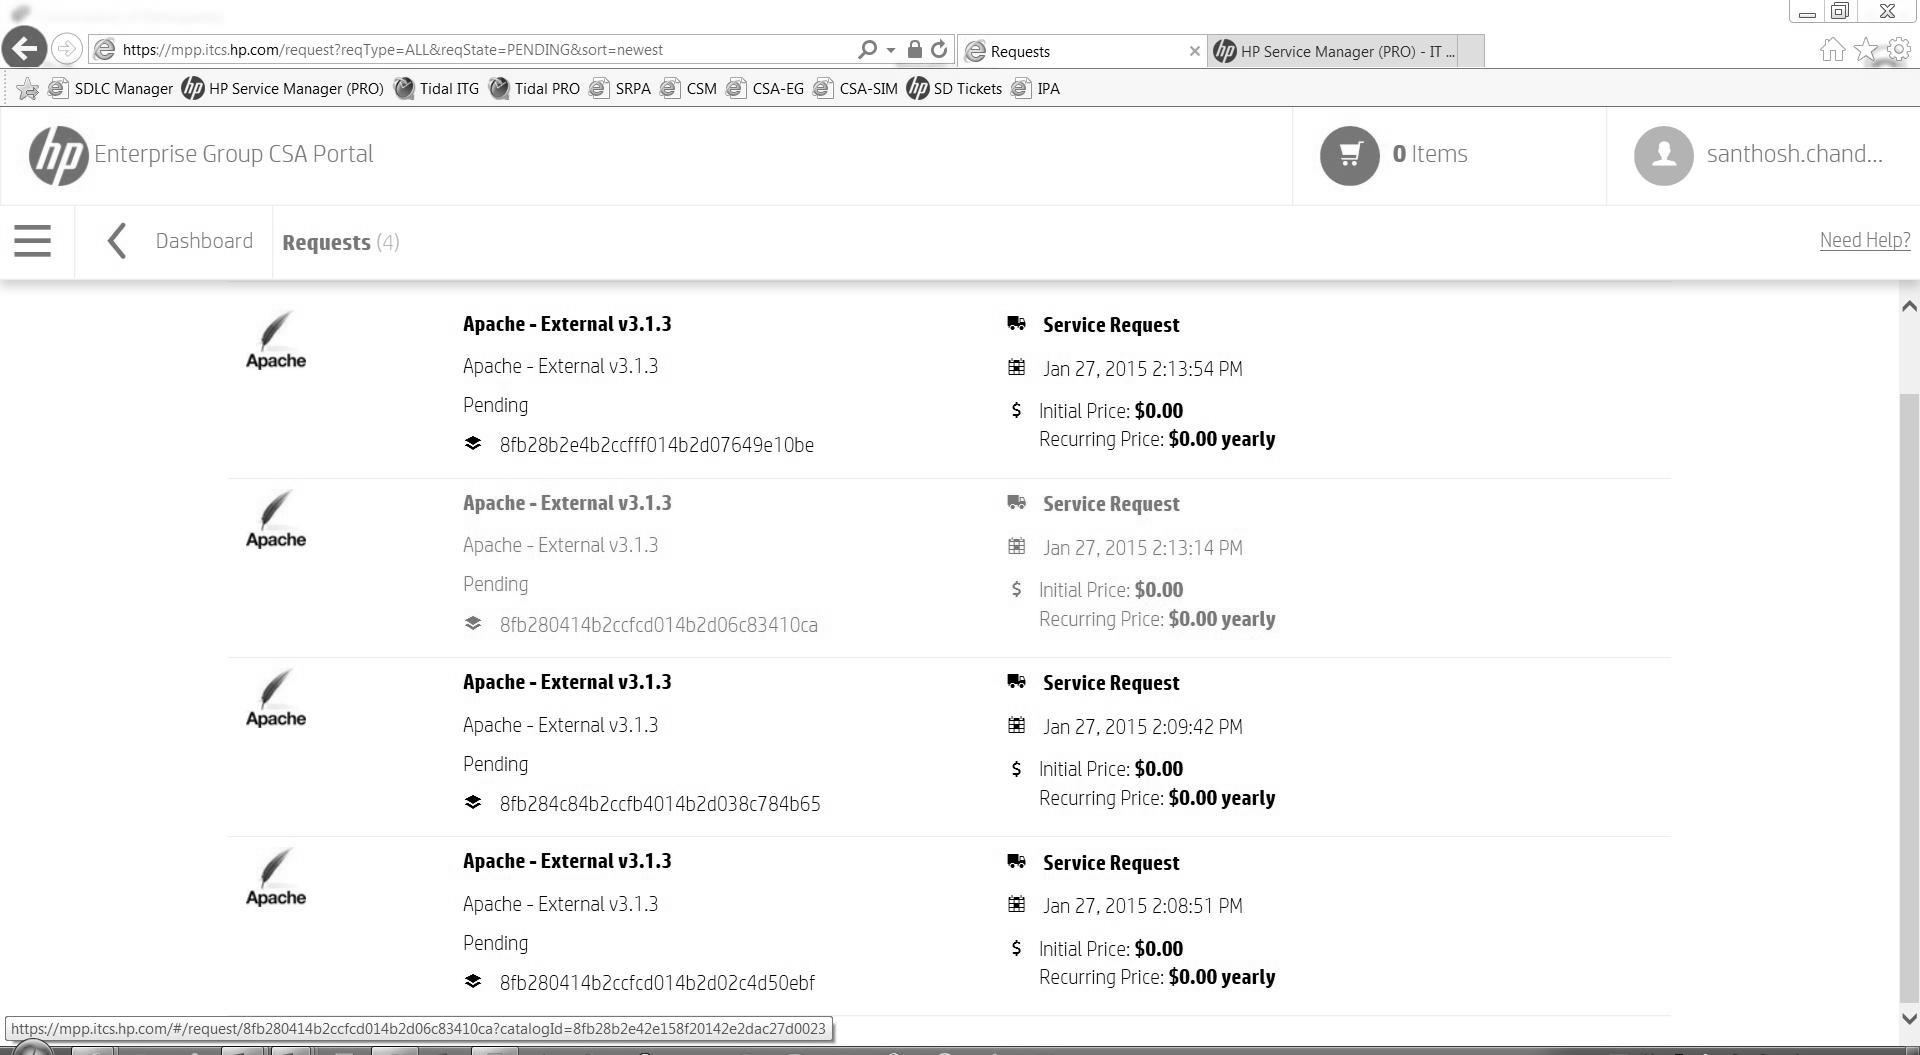 https://mpp.itcs.hp.com/request?reqType=ALL&reqState=PENDING&sort=newest
Requests
hp HP Service Manager (PRO) - IT ...
SDLC Manager
hp HP Service Manager (PRO)
Tidal ITG
Tidal PRO
SRPA
CSM
CSA-EG
CSA-SIM
hp SD Tickets
IPA
hp Enterprise Group CSA Portal
0 Items
santhosh.chand...
Dashboard
Requests (4)
Need Help?
Apache
Apache - External v3.1.3
Apache - External v3.1.3
Pending
8fb28b2e4b2ccfff014b2d07649e10be
Service Request
Jan 27, 2015 2:13:54 PM
$ Initial Price: $0.00
Recurring Price: $0.00 yearly
Apache
Apache - External v3.1.3
Apache - External v3.1.3
Pending
8fb280414b2ccfcd014b2d06c83410ca
Service Request
Jan 27, 2015 2:13:14 PM
$ Initial Price: $0.00
Recurring Price: $0.00 yearly
Apache
Apache - External v3.1.3
Apache - External v3.1.3
Pending
8fb284c84b2ccfb4014b2d038c784b65
Service Request
Jan 27, 2015 2:09:42 PM
$ Initial Price: $0.00
Recurring Price: $0.00 yearly
Apache
Apache - External v3.1.3
Apache - External v3.1.3
Pending
8fb280414b2ccfcd014b2d02c4d50ebf
Service Request
Jan 27, 2015 2:08:51 PM
$ Initial Price: $0.00
Recurring Price: $0.00 yearly
https://mpp.itcs.hp.com/#/request/8fb280414b2ccfcd014b2d06c83410ca?catalogId=8fb28b2e42e158f20142e2dac27d0023